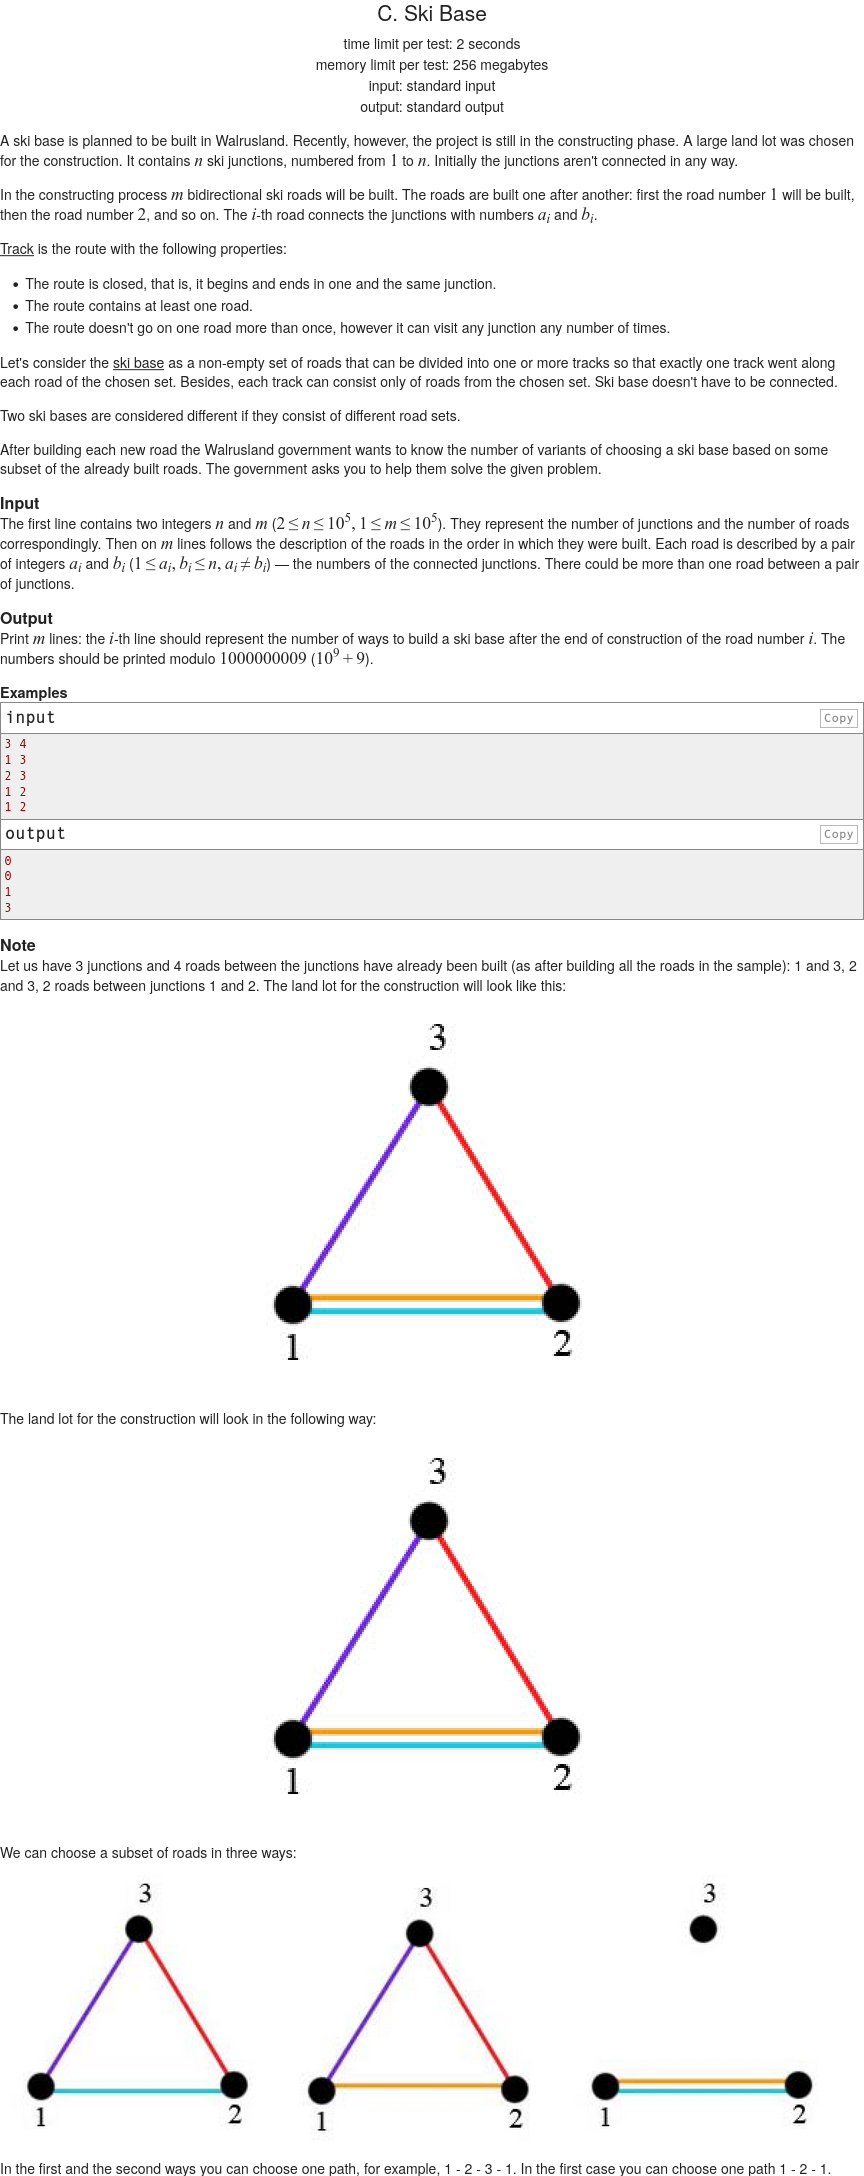 C. Ski Base
time limit per test: 2 seconds
memory limit per test: 256 megabytes
input: standard input
output: standard output
A ski base is planned to be built in Walrusland. Recently, however, the project is still in the constructing phase. A large land lot was chosen
for the construction. It contains n ski junctions, numbered from 1 to n. Initially the junctions aren't connected in any way.
In the constructing process m bidirectional ski roads will be built. The roads are built one after another: first the road number 1 will be built,
then the road number 2, and so on. The i-th road connects the junctions with numbers aᵢ and bᵢ.
Track is the route with the following properties:
• The route is closed, that is, it begins and ends in one and the same junction.
• The route contains at least one road.
• The route doesn't go on one road more than once, however it can visit any junction any number of times.
Let's consider the ski base as a non-empty set of roads that can be divided into one or more tracks so that exactly one track went along
each road of the chosen set. Besides, each track can consist only of roads from the chosen set. Ski base doesn't have to be connected.
Two ski bases are considered different if they consist of different road sets.
After building each new road the Walrusland government wants to know the number of variants of choosing a ski base based on some
subset of the already built roads. The government asks you to help them solve the given problem.
Input
The first line contains two integers n and m (2 ≤ n ≤ 10⁵, 1 ≤ m ≤ 10⁵). They represent the number of junctions and the number of roads
correspondingly. Then on m lines follows the description of the roads in the order in which they were built. Each road is described by a pair
of integers aᵢ and bᵢ (1 ≤ aᵢ, bᵢ ≤ n, aᵢ ≠ bᵢ) — the numbers of the connected junctions. There could be more than one road between a pair
of junctions.
Output
Print m lines: the i-th line should represent the number of ways to build a ski base after the end of construction of the road number i. The
numbers should be printed modulo 1000000009 (10⁹ + 9).
Examples
input Copy
3 4
1 3
2 3
1 2
1 2
output Copy
0
0
1
3
Note
Let us have 3 junctions and 4 roads between the junctions have already been built (as after building all the roads in the sample): 1 and 3, 2
and 3, 2 roads between junctions 1 and 2. The land lot for the construction will look like this:
3
1 2
The land lot for the construction will look in the following way:
3
1 2
We can choose a subset of roads in three ways:
3 3 3
1 2 1 2 1 2
In the first and the second ways you can choose one path, for example, 1 - 2 - 3 - 1. In the first case you can choose one path 1 - 2 - 1.